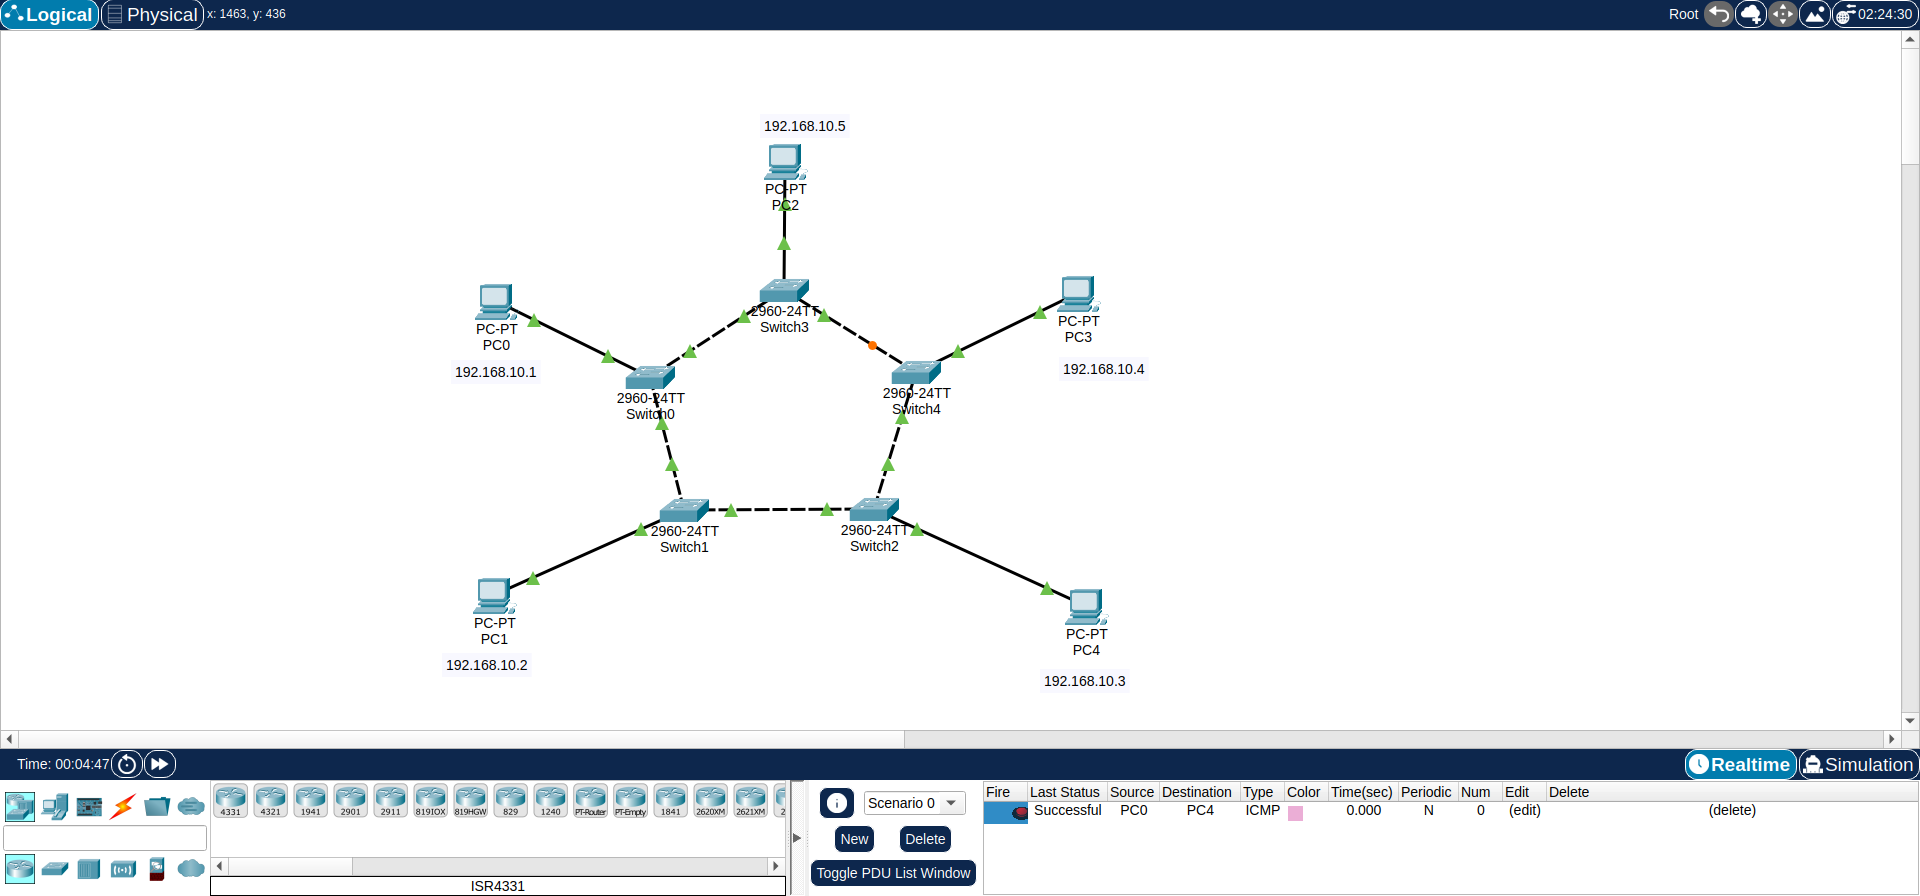 Logical Physical x: 1463, y: 436 Root 02:24:30
192.168.10.5
PC-PT
PC2
PC-PT
PC0
192.168.10.1
2960-24TT
Switch3
PC-PT
PC3
192.168.10.4
2960-24TT
Switch0
2960-24TT
Switch4
2960-24TT
Switch1
2960-24TT
Switch2
PC-PT
PC1
192.168.10.2
PC-PT
PC4
192.168.10.3
Time: 00:04:47 Realtime Simulation
4331 4321 1941 2901 2911 819IOX 819HGW 829 1240 PT-Router PT-Empty 1841 2620XM 2621XM 2
ISR4331
Scenario 0
New Delete
Toggle PDU List Window
Fire Last Status Source Destination Type Color Time(sec) Periodic Num Edit Delete
Successful PC0 PC4 ICMP 0.000 N 0 (edit) (delete)